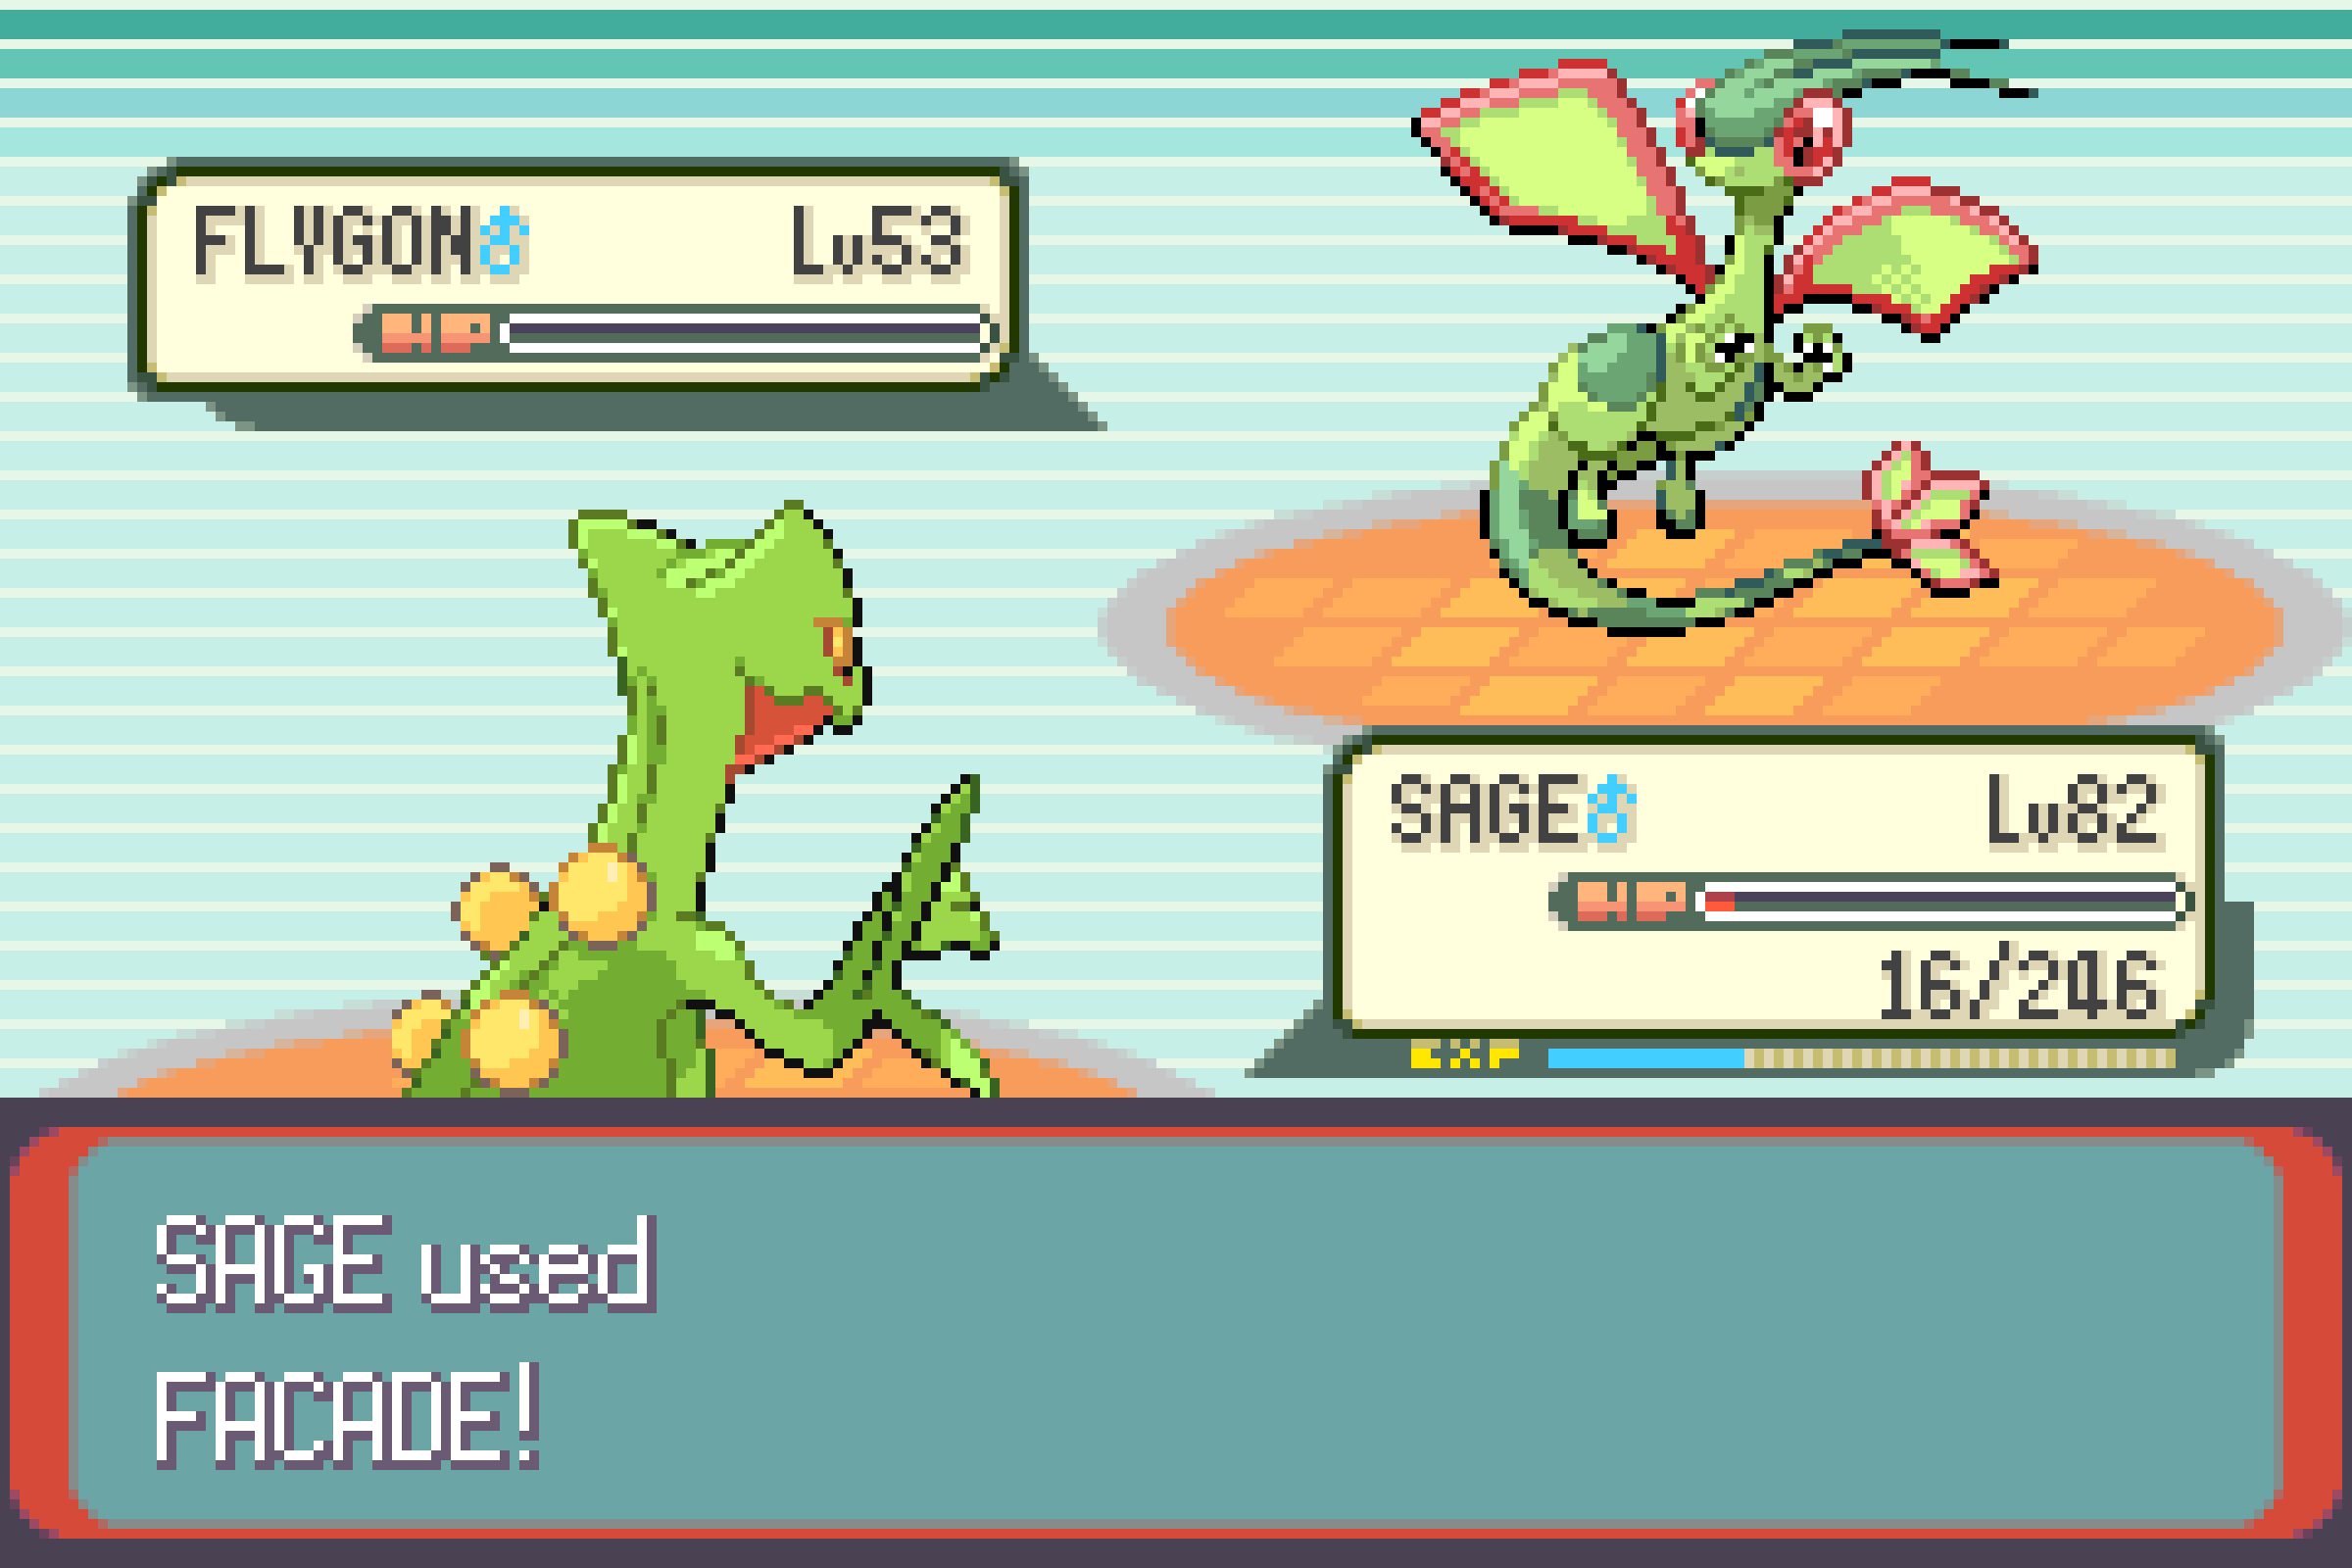 FLYGON♂ Lv53
HP
SAGE♂ Lv82
HP
16/246
EXP
SAGE used
FACADE!